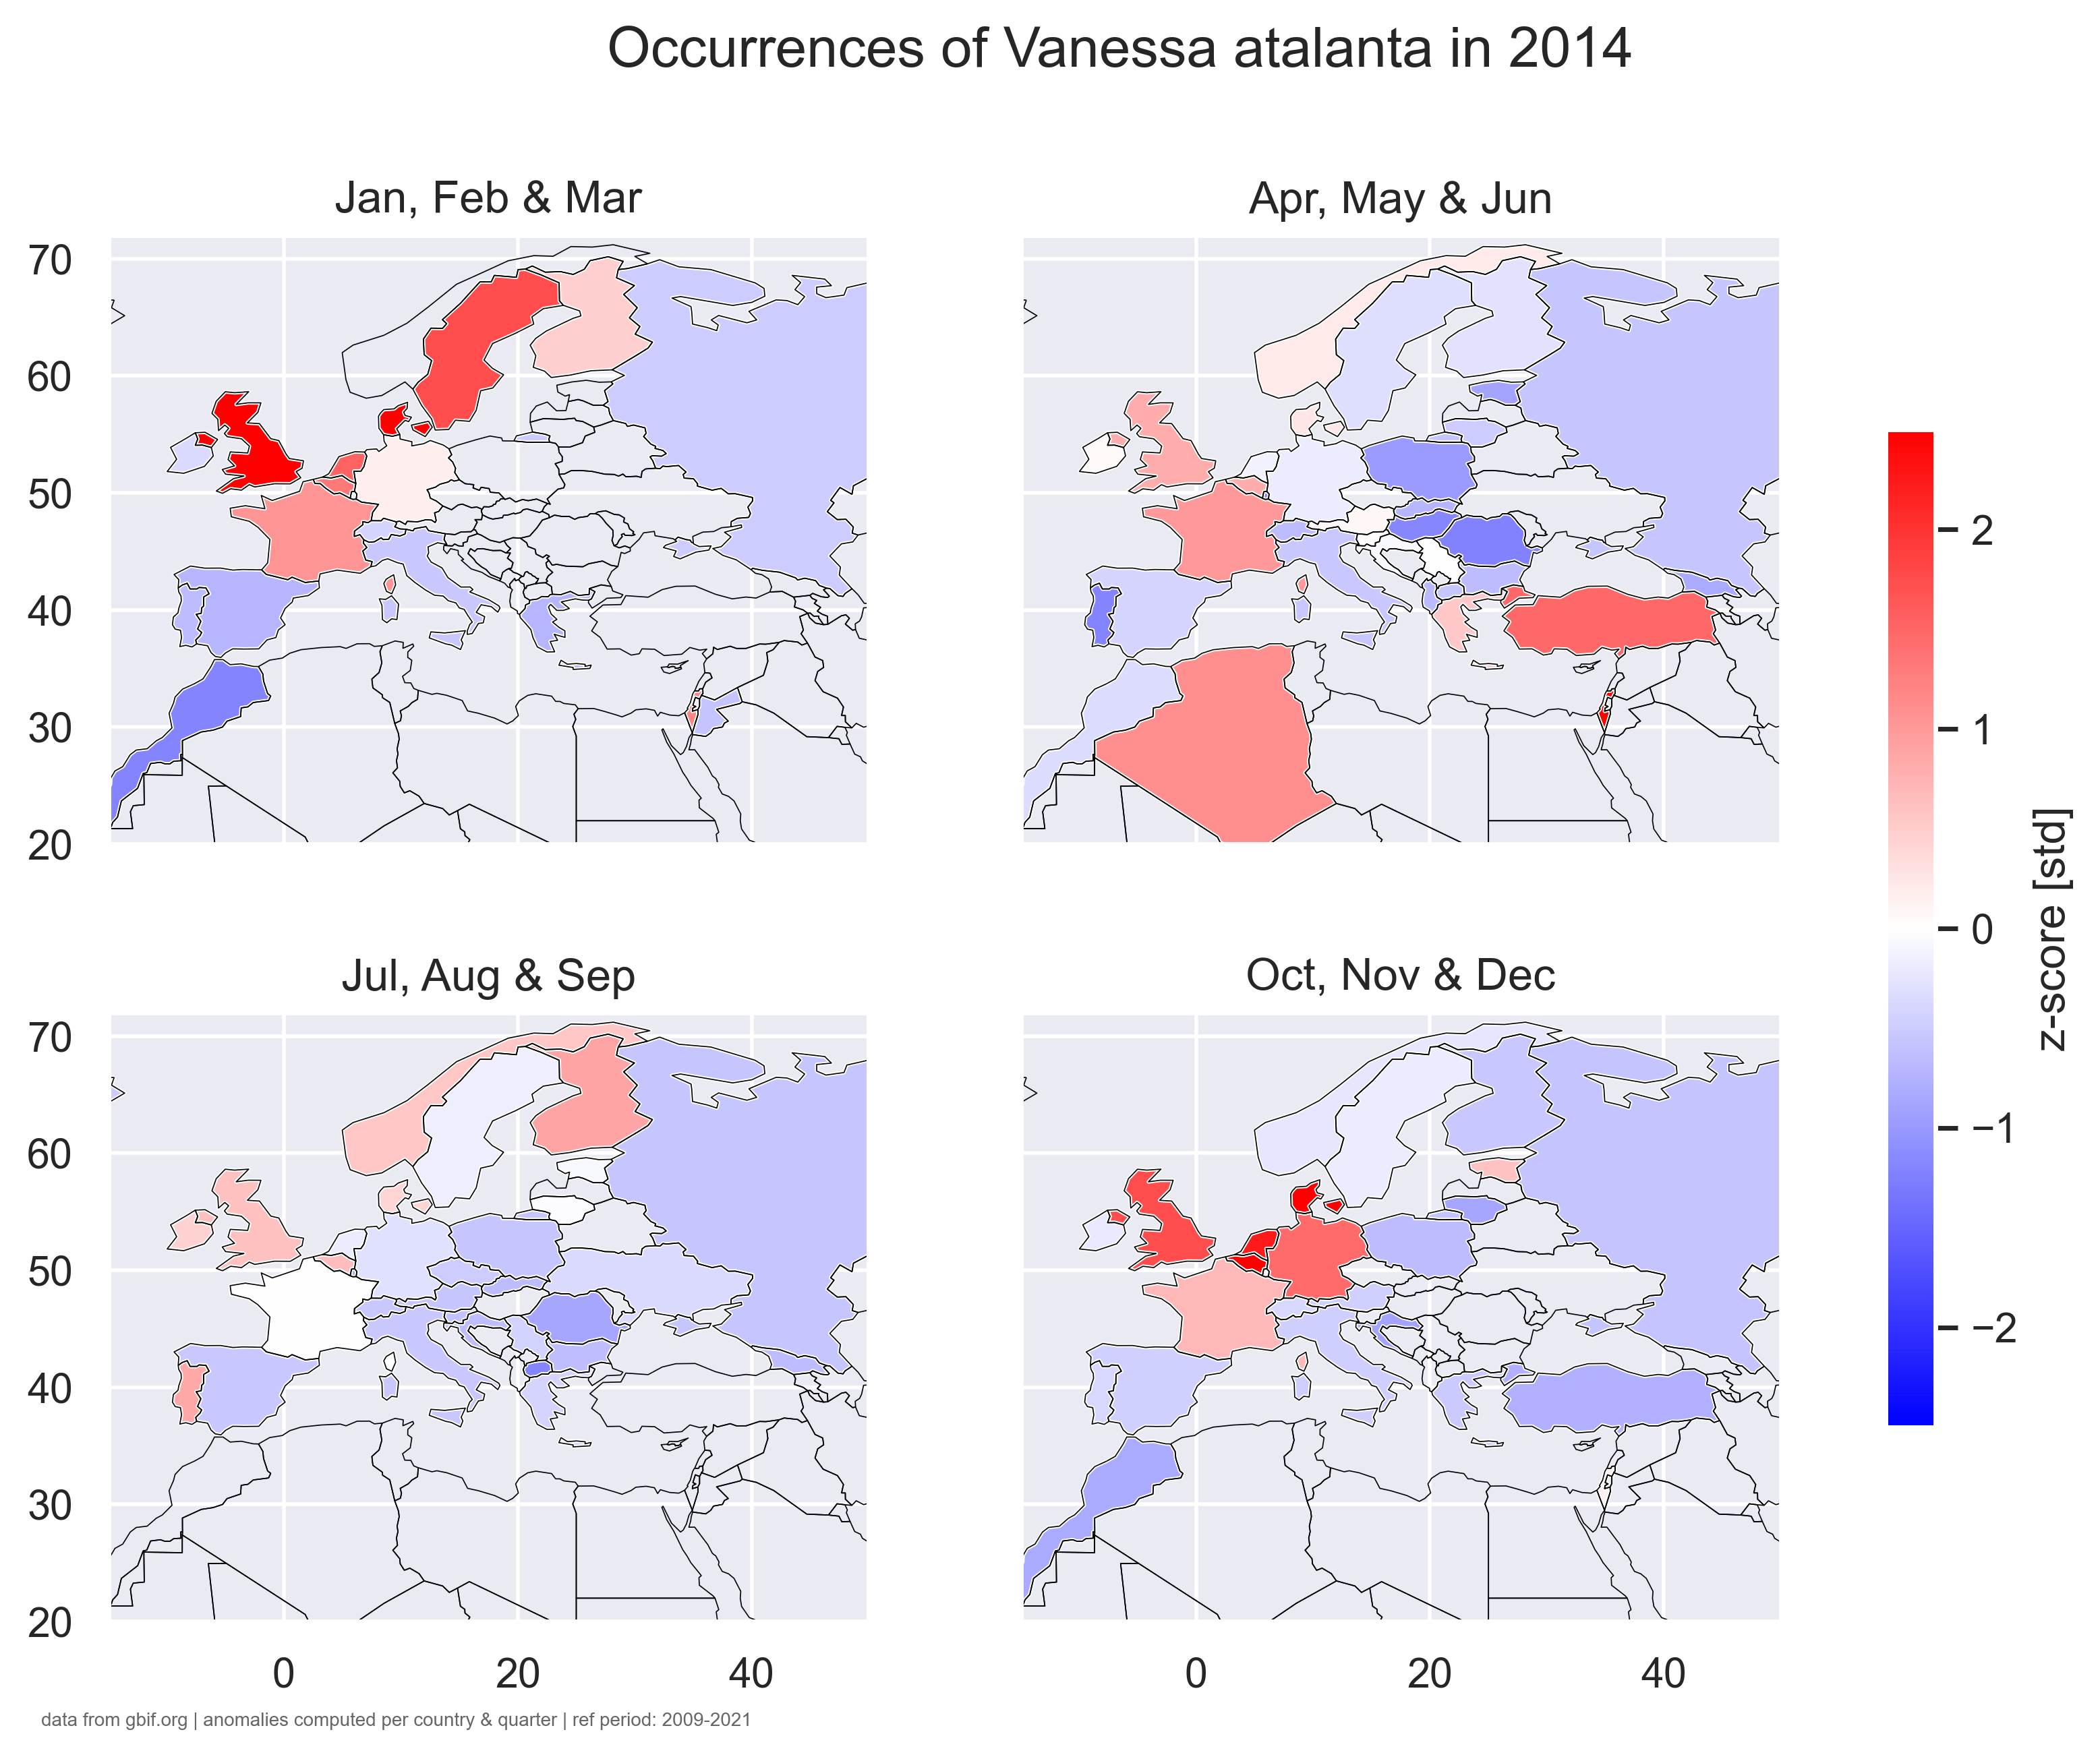 Occurrences of Vanessa atalanta in 2014
Jan, Feb & Mar
Apr, May & Jun
70
60
50
40
30
20
2
1
0
−1
−2
z-score [std]
Jul, Aug & Sep
Oct, Nov & Dec
70
60
50
40
30
20
0 20 40
0 20 40
data from gbif.org | anomalies computed per country & quarter | ref period: 2009-2021